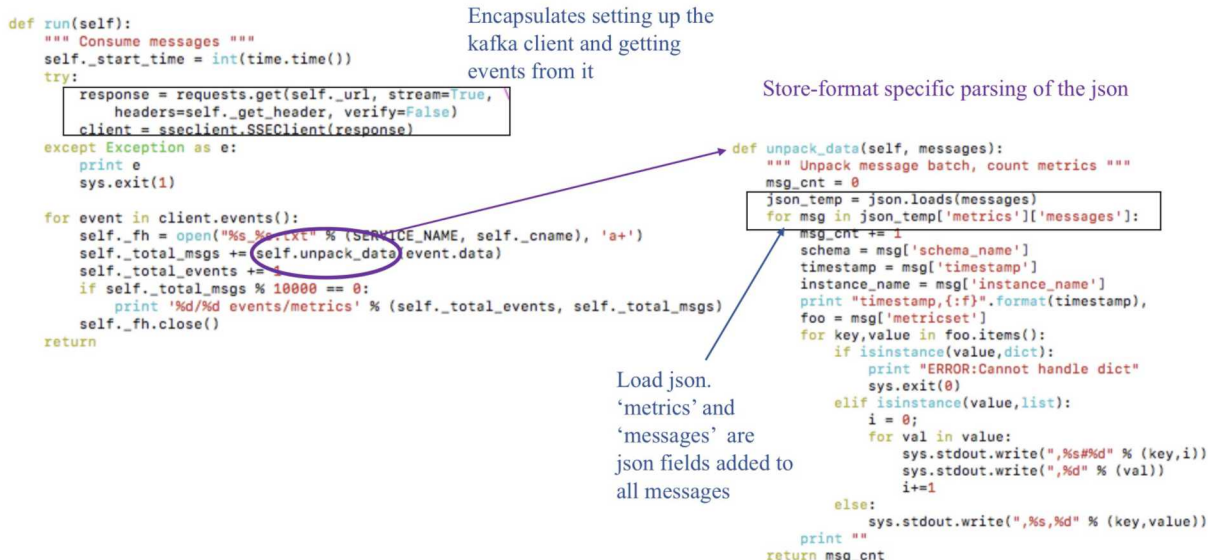 def run(self):
""" Consume messages """
self._start_time = int(time.time())
try:
response = requests.get(self._url, stream=True, \
headers=self._get_header, verify=False)
client = sseclient.SSEClient(response)
except Exception as e:
print e
sys.exit(1)
for event in client.events():
self._fh = open("%s_%s.txt" % (SERVICE_NAME, self._cname), 'a+')
self._total_msgs += self.unpack_data(event.data)
self._total_events += 1
if self._total_msgs % 10000 == 0:
print '%d/%d events/metrics' % (self._total_events, self._total_msgs)
self._fh.close()
return
Encapsulates setting up the
kafka client and getting
events from it
Store-format specific parsing of the json
def unpack_data(self, messages):
""" Unpack message batch, count metrics """
msg_cnt = 0
json_temp = json.loads(messages)
for msg in json_temp['metrics']['messages']:
msg_cnt += 1
schema = msg['schema_name']
timestamp = msg['timestamp']
instance_name = msg['instance_name']
print "timestamp,{:f}".format(timestamp),
foo = msg['metricset']
for key,value in foo.items():
if isinstance(value,dict):
print "ERROR:Cannot handle dict"
sys.exit(0)
elif isinstance(value,list):
i = 0;
for val in value:
sys.stdout.write(",%s#%d" % (key,i))
sys.stdout.write(",%d" % (val))
i+=1
else:
sys.stdout.write(",%s,%d" % (key,value))
print ""
return msg_cnt
Load json.
‘metrics’ and
‘messages’ are
json fields added to
all messages